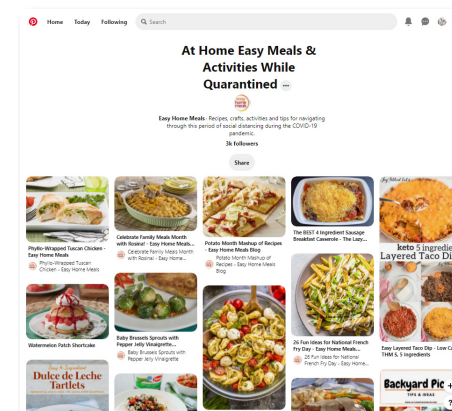 Home Today Following Search
At Home Easy Meals &
Activities While
Quarantined
Easy Home Meals · Recipes, crafts, activities and tips for navigating
through this period of social distancing during the COVID-19
pandemic.
3k followers
Share
Phyllo-Wrapped Tuscan Chicken -
Easy Home Meals
Phyllo-Wrapped Tuscan
Chicken - Easy Home Meals
Watermelon Patch Shortcake
Easy 4-Ingredient
Dulce de Leche
Tartlets
Celebrate Family Meals Month
with Rosina! - Easy Home Meals...
Celebrate Family Meals Month
with Rosina! - Easy Home...
Baby Brussels Sprouts with
Pepper Jelly Vinaigrette...
Baby Brussels Sprouts with
Pepper Jelly Vinaigrette
Potato Month Mashup of Recipes
- Easy Home Meals Blog
Potato Month Mashup of
Recipes - Easy Home Meals
Blog
The BEST 4 Ingredient Sausage
Breakfast Casserole - The Lazy...
26 Fun Ideas for National French
Fry Day - Easy Home Meals...
26 Fun Ideas for National
French Fry Day - Easy Home...
keto 5 ingredie
Layered Taco Di
Easy Layered Taco Dip - Low Ca
THM S, 5 Ingredients
Backyard Pic
TIPS & IDEAS
+
?